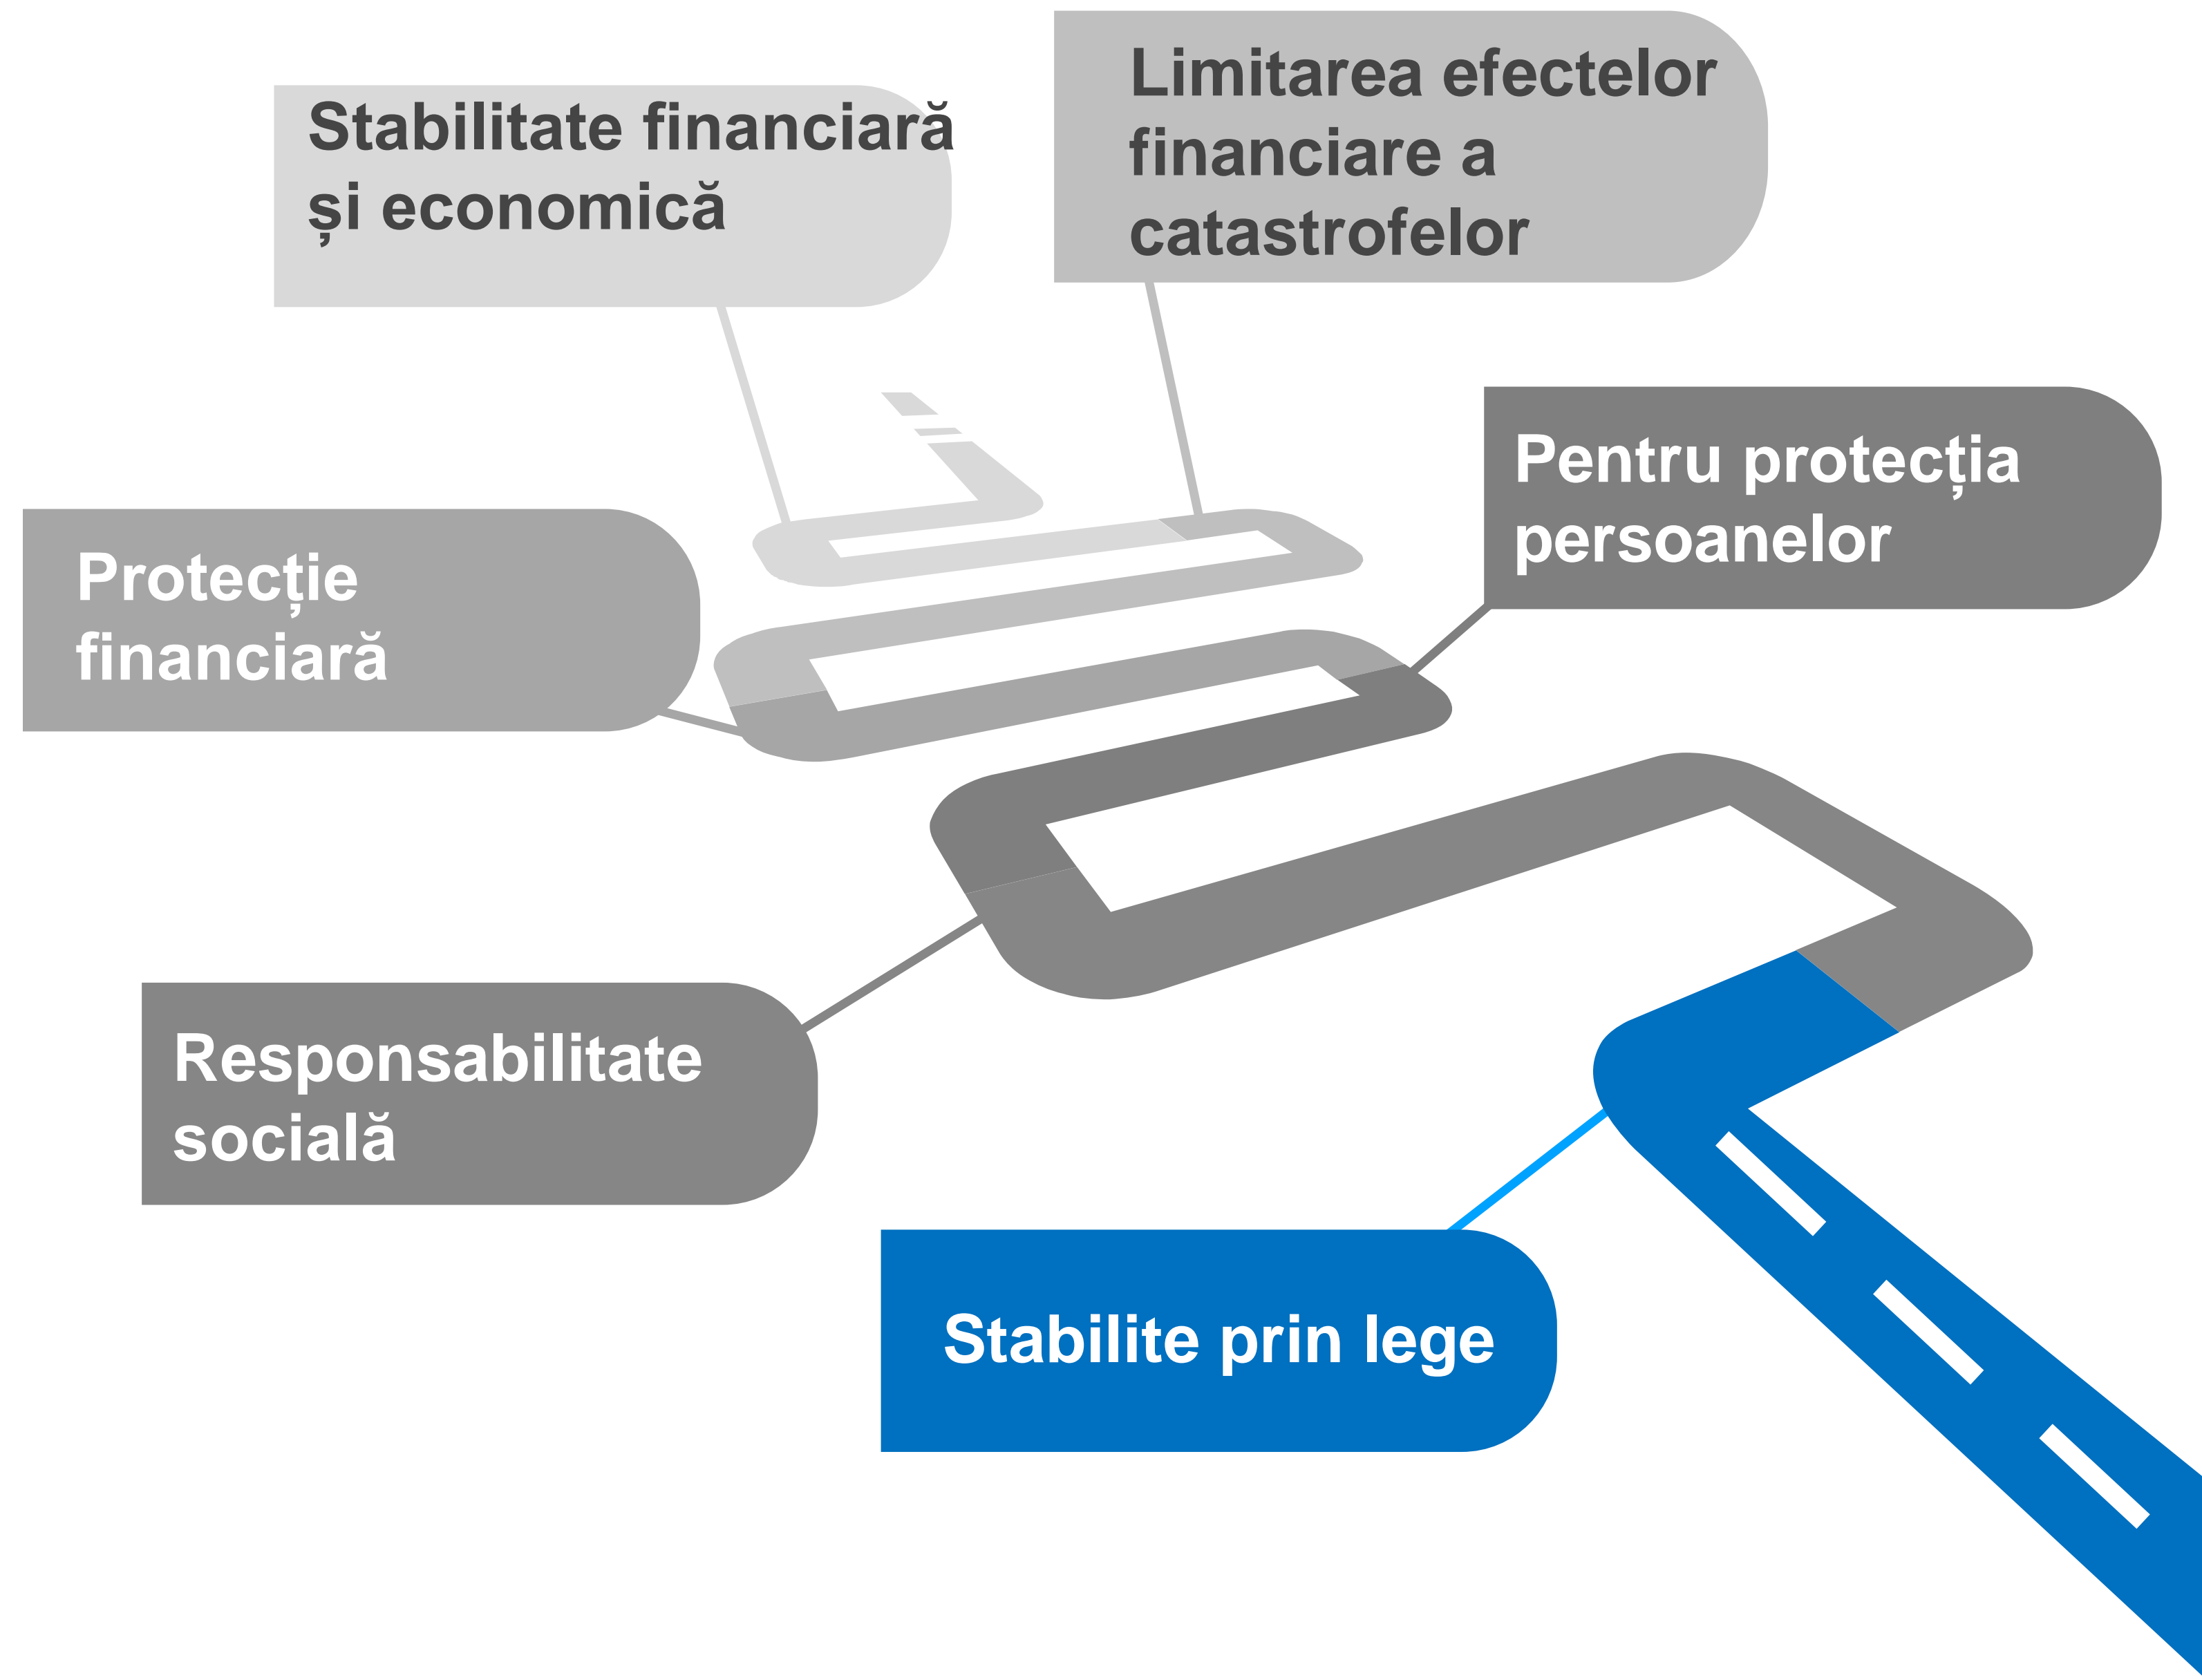 Stabilitate financiară
și economică
Limitarea efectelor
financiare a
catastrofelor
Pentru protecția
persoanelor
Protecție
financiară
Responsabilitate
socială
Stabilite prin lege